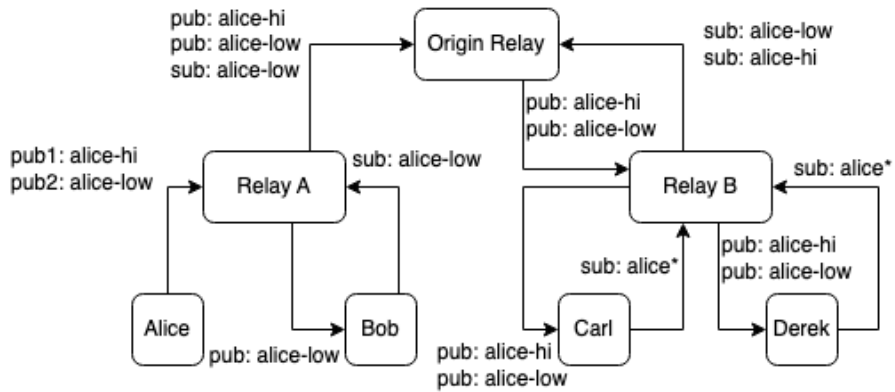 pub: alice-hi
pub: alice-low
sub: alice-low
Origin Relay
sub: alice-low
sub: alice-hi
pub: alice-hi
pub: alice-low
pub1: alice-hi
pub2: alice-low
Relay A
sub: alice-low
Relay B
sub: alice*
sub: alice*
pub: alice-hi
pub: alice-low
Alice
pub: alice-low
Bob
Carl
Derek
pub: alice-hi
pub: alice-low